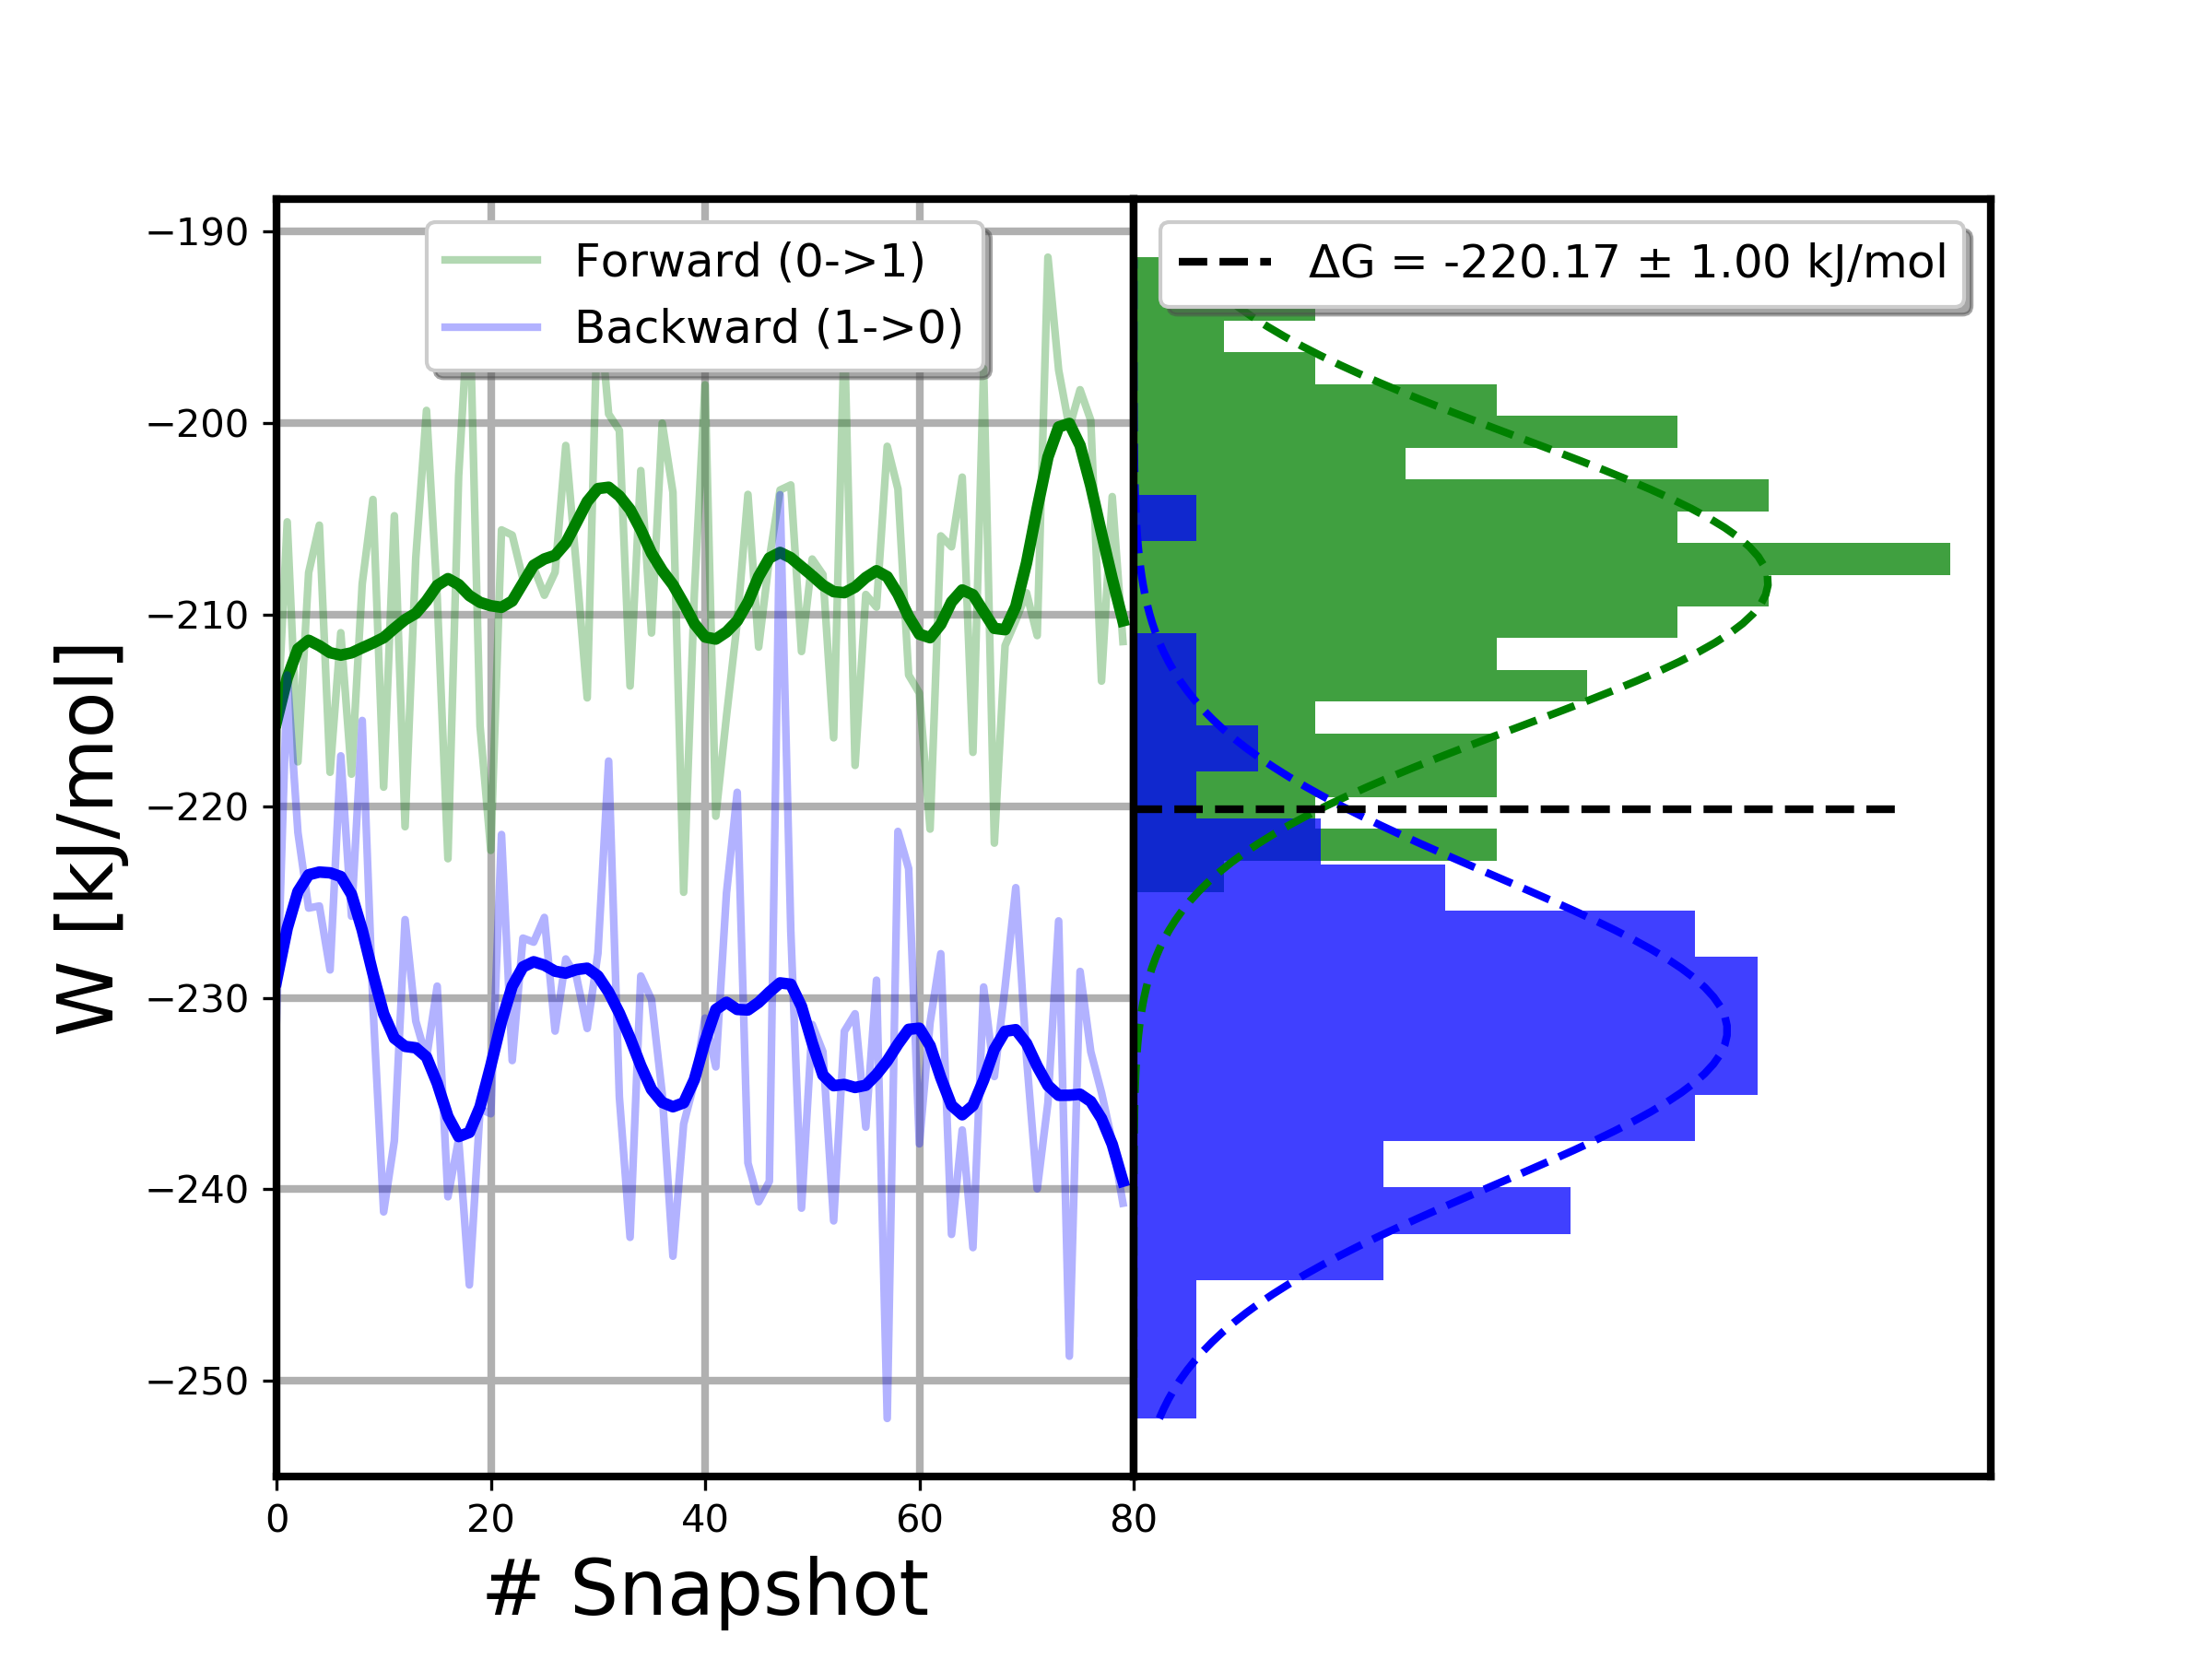 Forward (0->1)
Backward (1->0)
ΔG = -220.17 ± 1.00 kJ/mol
W [kJ/mol]
−190
−200
−210
−220
−230
−240
−250
0
20
40
60
80
# Snapshot